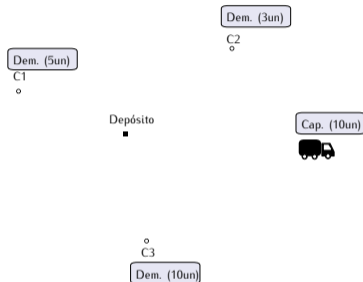 Dem. (3un)
C2
Dem. (5un)
C1
Depósito
Cap. (10un)
C3
Dem. (10un)